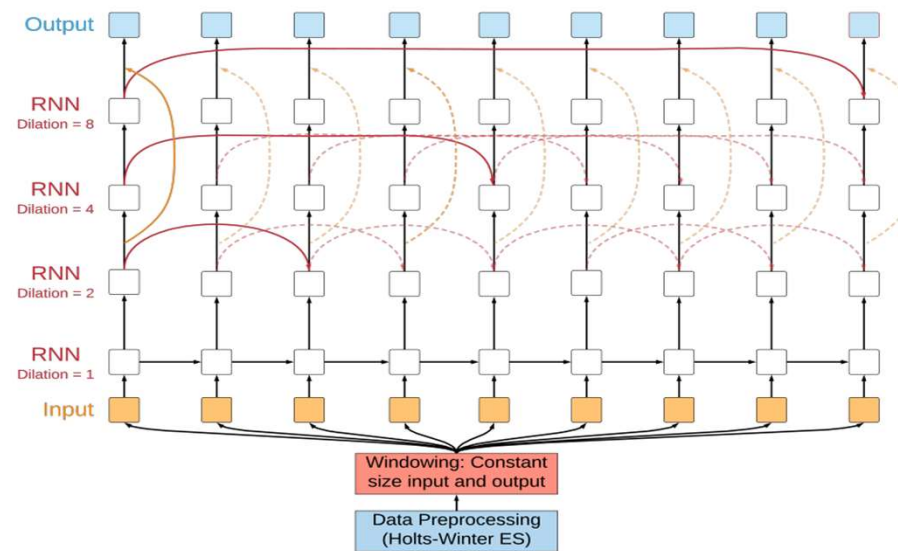 Output
RNN
Dilation = 8
RNN
Dilation = 4
RNN
Dilation = 2
RNN
Dilation = 1
Input
Windowing: Constant
size input and output
Data Preprocessing
(Holts-Winter ES)